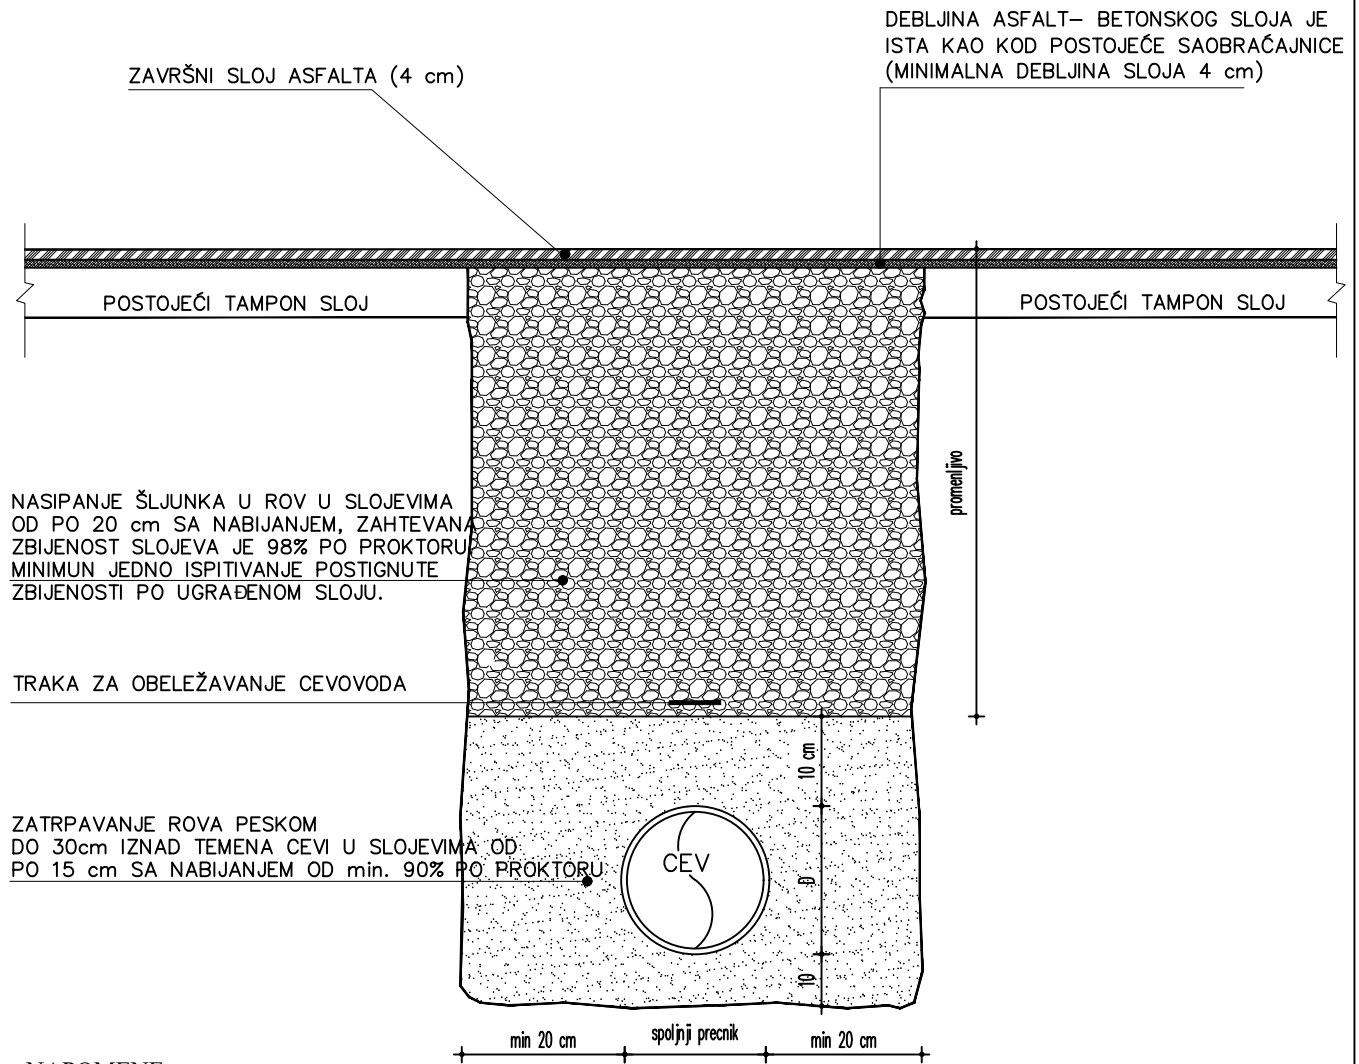 DEBLJINA ASFALT– BETONSKOG SLOJA JE
ISTA KAO KOD POSTOJEĆE SAOBRAĆAJNICE
(MINIMALNA DEBLJINA SLOJA 4 cm)
ZAVRŠNI SLOJ ASFALTA (4 cm)
POSTOJEĆI TAMPON SLOJ
POSTOJEĆI TAMPON SLOJ
promenljivo
NASIPANJE ŠLJUNKA U ROV U SLOJEVIMA
OD PO 20 cm SA NABIJANJEM, ZAHTEVANA
ZBIJENOST SLOJEVA JE 98% PO PROKTORU
MINIMUN JEDNO ISPITIVANJE POSTIGNUTE
ZBIJENOSTI PO UGRAĐENOM SLOJU.
TRAKA ZA OBELEŽAVANJE CEVOVODA
10 cm
ZATRPAVANJE ROVA PESKOM
DO 30cm IZNAD TEMENA CEVI U SLOJEVIMA OD
PO 15 cm SA NABIJANJEM OD min. 90% PO PROKTORU
CEV
D
10
min 20 cm
spoljnji precnik
min 20 cm
NAPOMENE